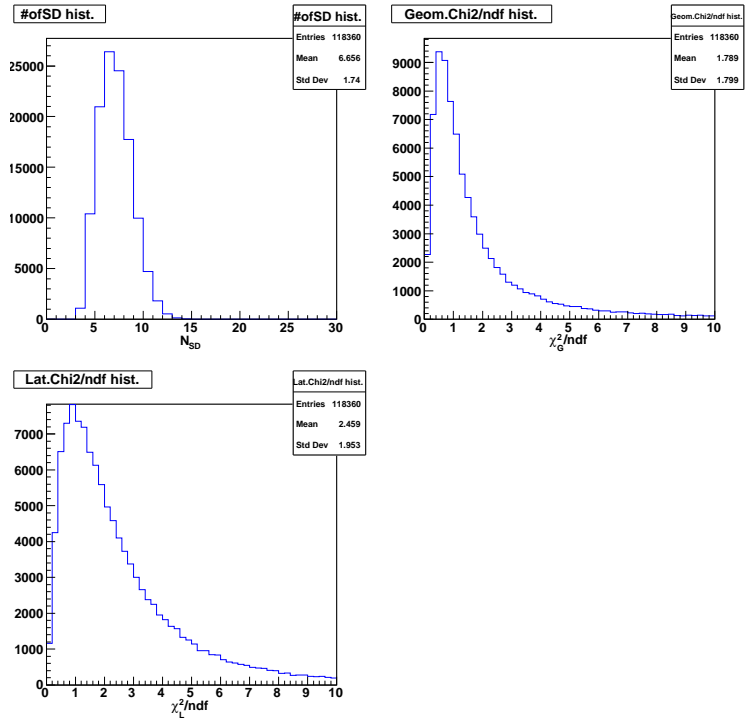 #ofSD hist.
#ofSD hist.
Entries 118360
Mean 6.656
Std Dev 1.74
25000
20000
15000
10000
5000
0
0 5 10 15 20 25 30
N_SD
Geom.Chi2/ndf hist.
Geom.Chi2/ndf hist.
Entries 118360
Mean 1.789
Std Dev 1.799
9000
8000
7000
6000
5000
4000
3000
2000
1000
0
0 1 2 3 4 5 6 7 8 9 10
χ²_G/ndf
Lat.Chi2/ndf hist.
Lat.Chi2/ndf hist.
Entries 118360
Mean 2.459
Std Dev 1.953
7000
6000
5000
4000
3000
2000
1000
0
0 1 2 3 4 5 6 7 8 9 10
χ²_L/ndf